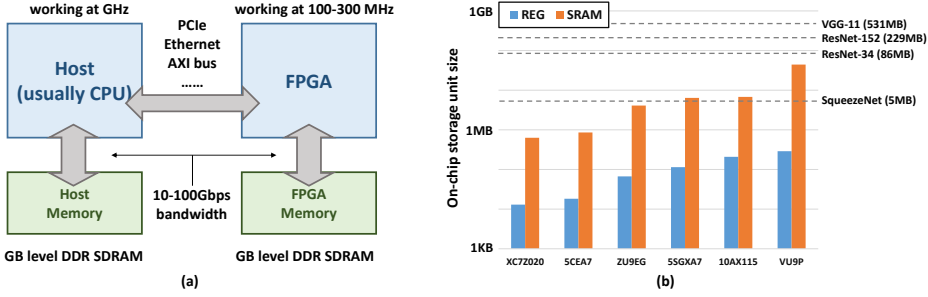 working at GHz
working at 100-300 MHz
PCIe
Ethernet
AXI bus
......
Host
(usually CPU)
FPGA
Host
Memory
10-100Gbps
bandwidth
FPGA
Memory
GB level DDR SDRAM
GB level DDR SDRAM
(a)
On-chip storage unit size
1GB
1MB
1KB
REG
SRAM
VGG-11 (531MB)
ResNet-152 (229MB)
ResNet-34 (86MB)
SqueezeNet (5MB)
XC7Z020
5CEA7
ZU9EG
5SGXA7
10AX115
VU9P
(b)